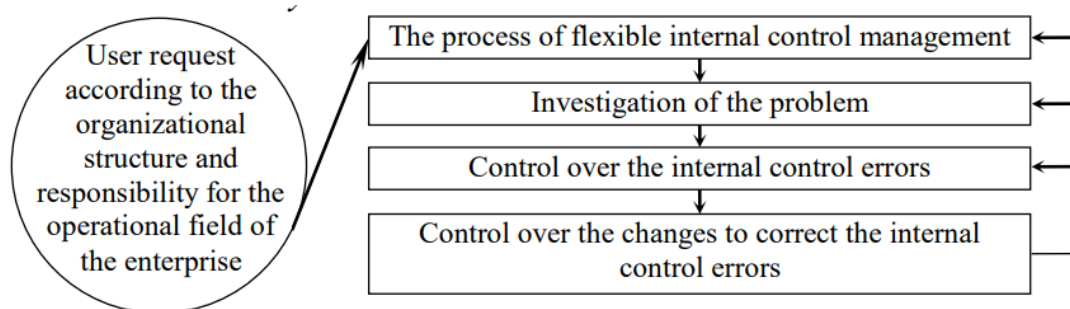 User request
according to the
organizational
structure and
responsibility for the
operational field of
the enterprise
The process of flexible internal control management
Investigation of the problem
Control over the internal control errors
Control over the changes to correct the internal
control errors